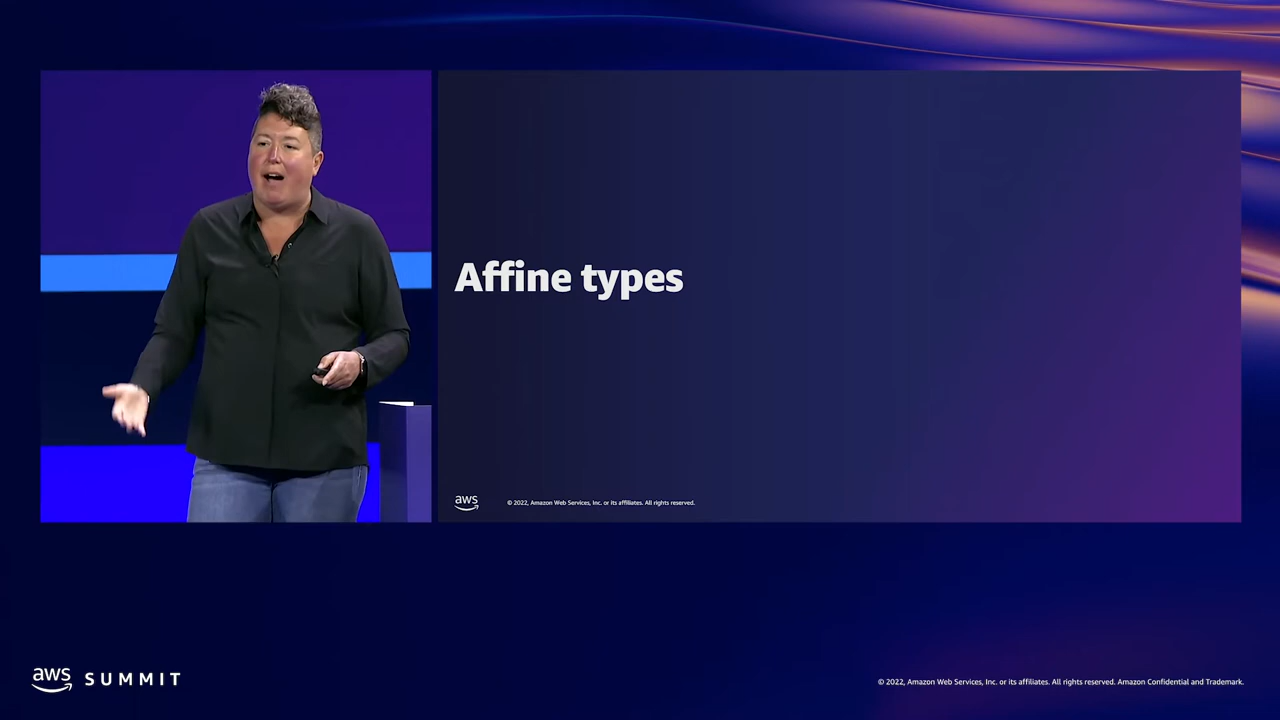 Affine types
aws
© 2022, Amazon Web Services, Inc. or its affiliates. All rights reserved.
aws SUMMIT
© 2022, Amazon Web Services, Inc. or its affiliates. All rights reserved. Amazon Confidential and Trademark.